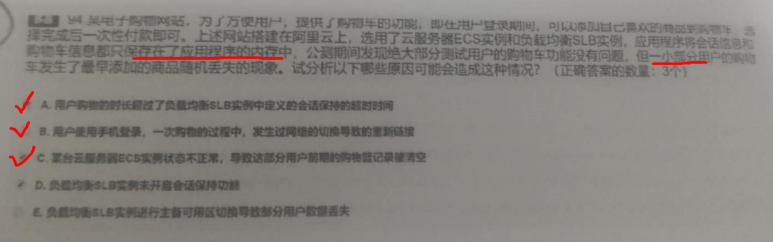 94.某电子购物网站，为了方便用户，提供了购物车的功能，即在用户登录期间，可以添加自己喜欢的商品到购物车，选
择完成后一次性付款即可。上述网站搭建在阿里云上，选用了云服务器ECS实例和负载均衡SLB实例，应用程序将会话信息和
购物车信息都只保存在了应用程序的内存中，公测期间发现绝大部分测试用户的购物车功能没有问题，但一小部分用户的购物
车发生了最早添加的商品随机丢失的现象。试分析以下哪些原因可能会造成这种情况？（正确答案的数量：3个）
A. 用户购物的时长超过了负载均衡SLB实例中定义的会话保持的超时时间
B. 用户使用手机登录，一次购物的过程中，发生过网络的切换导致的重新链接
C. 某台云服务器ECS实例状态不正常，导致这部分用户前期的购物篮记录被清空
D. 负载均衡SLB实例未开启会话保持功能
E. 负载均衡SLB实例进行主备可用区切换导致部分用户数据丢失